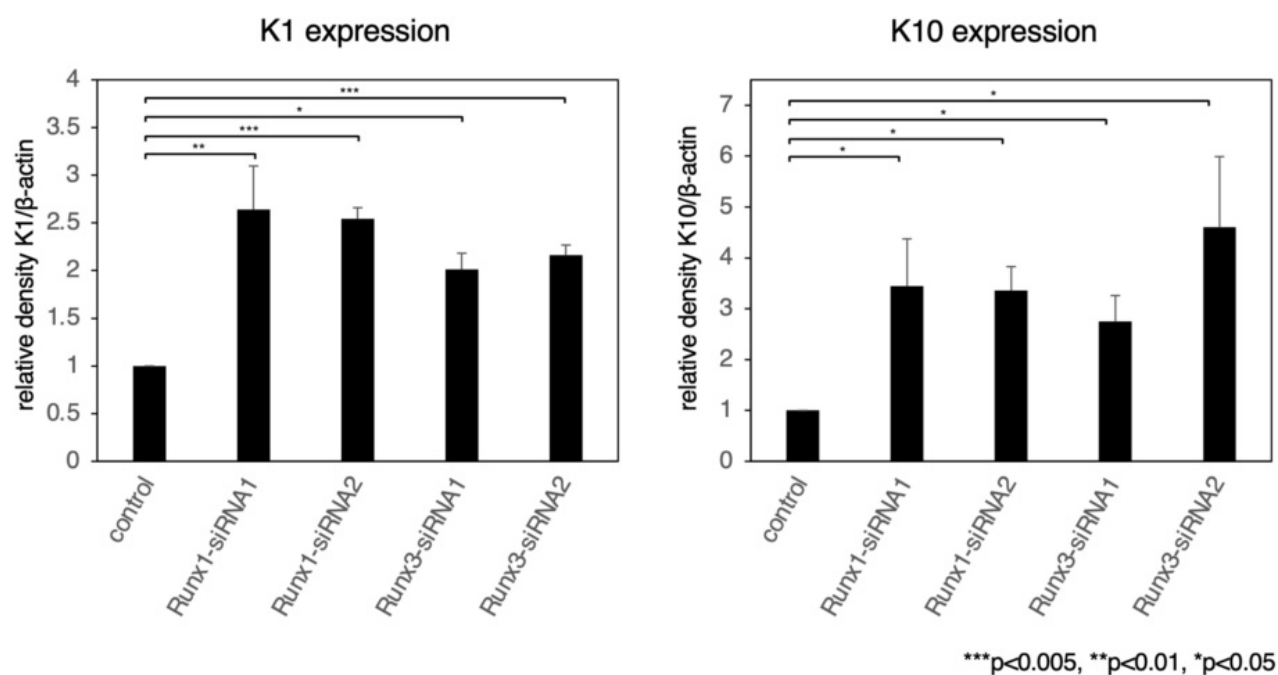 K1 expression
relative density K1/β-actin
4
3.5
3
2.5
2
1.5
1
0.5
0
***
*
***
**
control
Runx1-siRNA1
Runx1-siRNA2
Runx3-siRNA1
Runx3-siRNA2
K10 expression
relative density K10/β-actin
7
6
5
4
3
2
1
0
*
*
*
*
control
Runx1-siRNA1
Runx1-siRNA2
Runx3-siRNA1
Runx3-siRNA2
***p<0.005, **p<0.01, *p<0.05